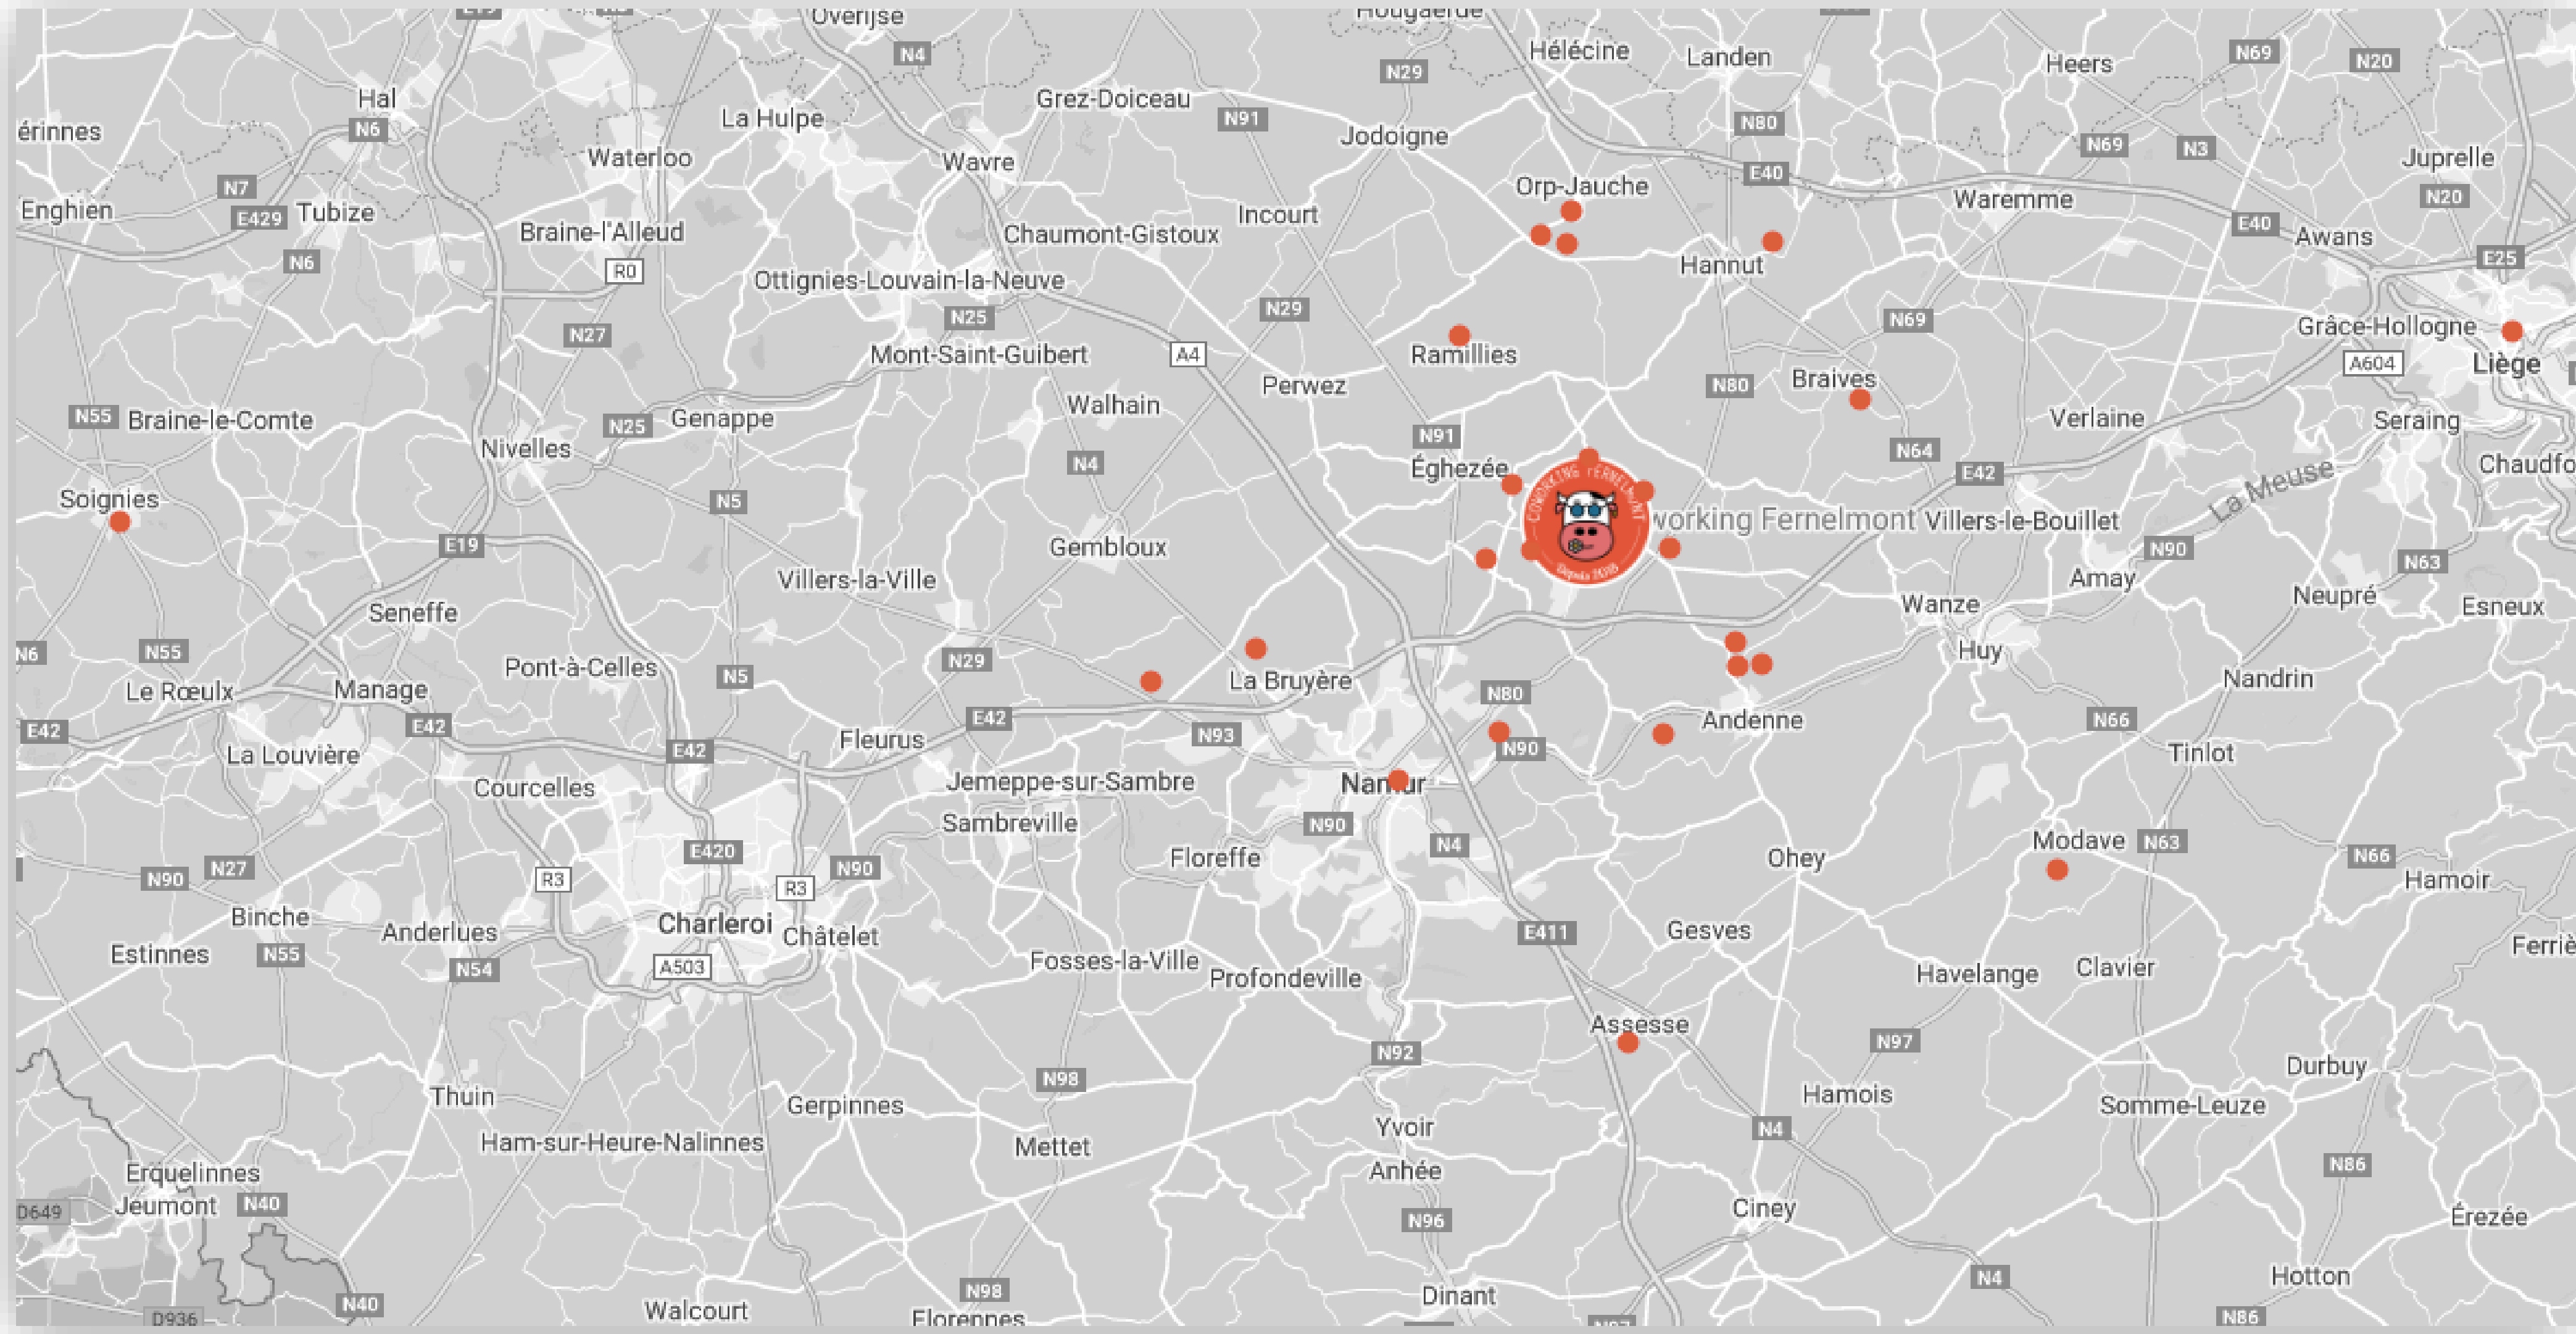 Overijse
Hélécine
Landen
Heers
N69
N20
N4
N29
Hal
N6
La Hulpe
Grez-Doiceau
N91
Jodoigne
N80
N69
N3
Juprelle
érinnes
Waterloo
Wavre
E40
N20
N7
Enghien
E429
Tubize
Orp-Jauche
Waremme
Incourt
Braine-l'Alleud
Chaumont-Gistoux
E40
Awans
N6
R0
Ottignies-Louvain-la-Neuve
Hannut
E25
N27
N25
N29
N69
Grâce-Hollogne
Mont-Saint-Guibert
A4
Ramillies
A604
Liège
Perwez
N80
Braives
N55
Braine-le-Comte
N25
Genappe
Walhain
Verlaine
Seraing
Nivelles
N4
N91
Éghezée
N64
E42
Chaudfo
Soignies
N5
COWORKING FERNELMONT
Depuis 2018
working Fernelmont
Villers-le-Bouillet
La Meuse
E19
Gembloux
N90
N63
Villers-la-Ville
Amay
Neupré
Esneux
Seneffe
Wanze
Huy
N6
N55
Pont-à-Celles
N5
N29
La Bruyère
Nandrin
Le Rœulx
Manage
N80
E42
E42
E42
Andenne
N66
La Louvière
E42
Fleurus
N93
N90
Tinlot
Courcelles
Jemeppe-sur-Sambre
Namur
Sambreville
N90
N4
Modave
N63
E420
Floreffe
Ohey
N66
N90
N27
R3
R3
N90
Hamoir
Binche
Anderlues
Charleroi
Châtelet
E411
Gesves
Ferriè
Estinnes
N55
N54
A503
Fosses-la-Ville
Profondeville
Havelange
Clavier
Assesse
N97
N92
Durbuy
Thuin
N98
Gerpinnes
Hamois
Somme-Leuze
Ham-sur-Heure-Nalinnes
Mettet
Yvoir
N4
Anhée
N86
Erquelinnes
Jeumont
N40
D649
N96
Ciney
Érezée
N98
Dinant
N4
Hotton
N40
D936
Walcourt
Florennes
N86